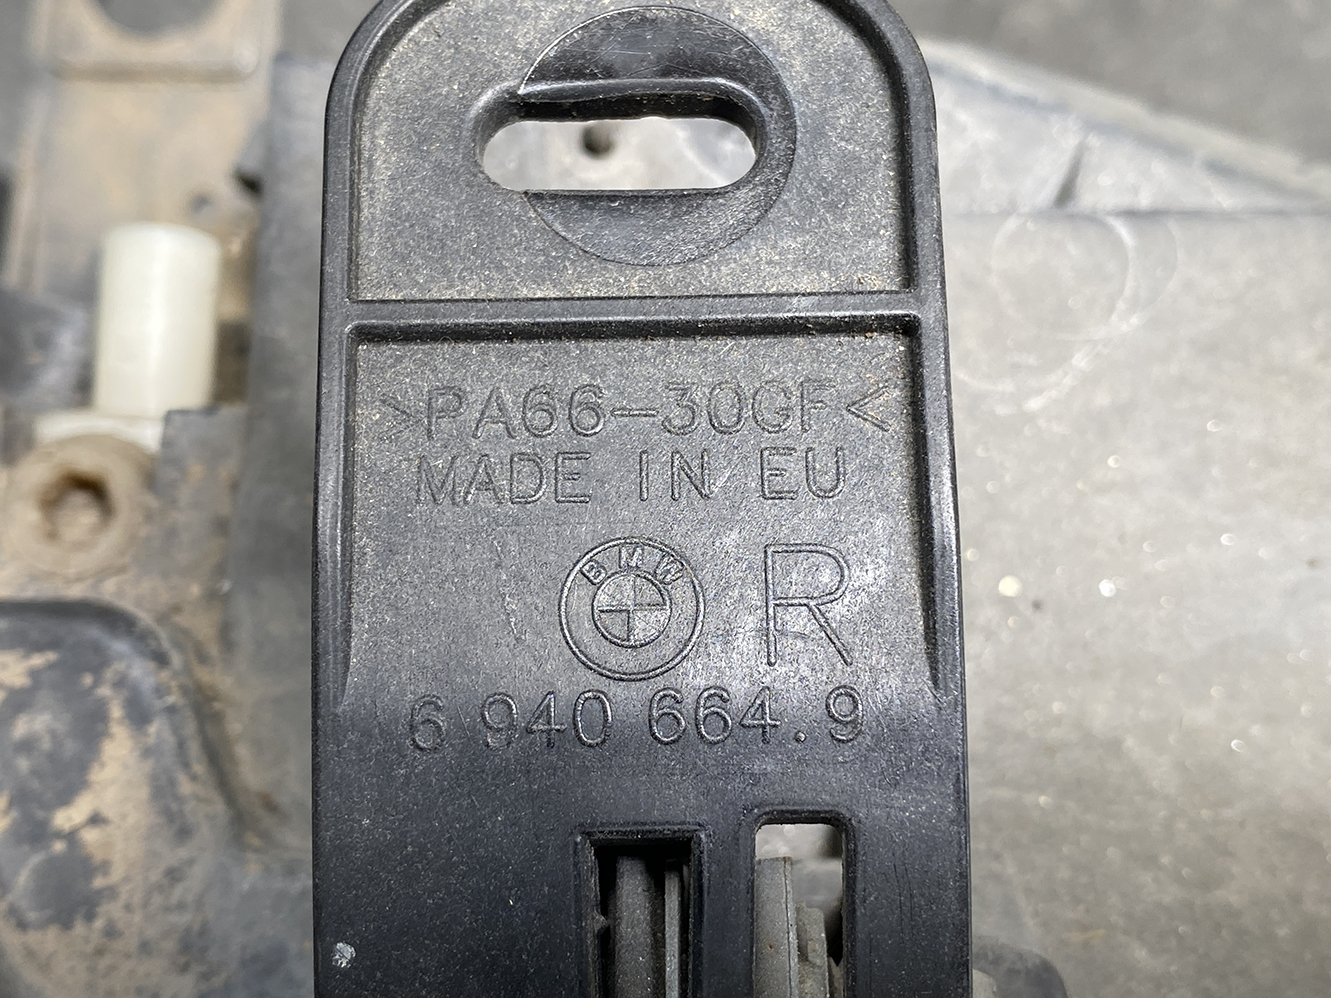 >PA66-30GF<
MADE IN EU
BMW R
6 940 664.9